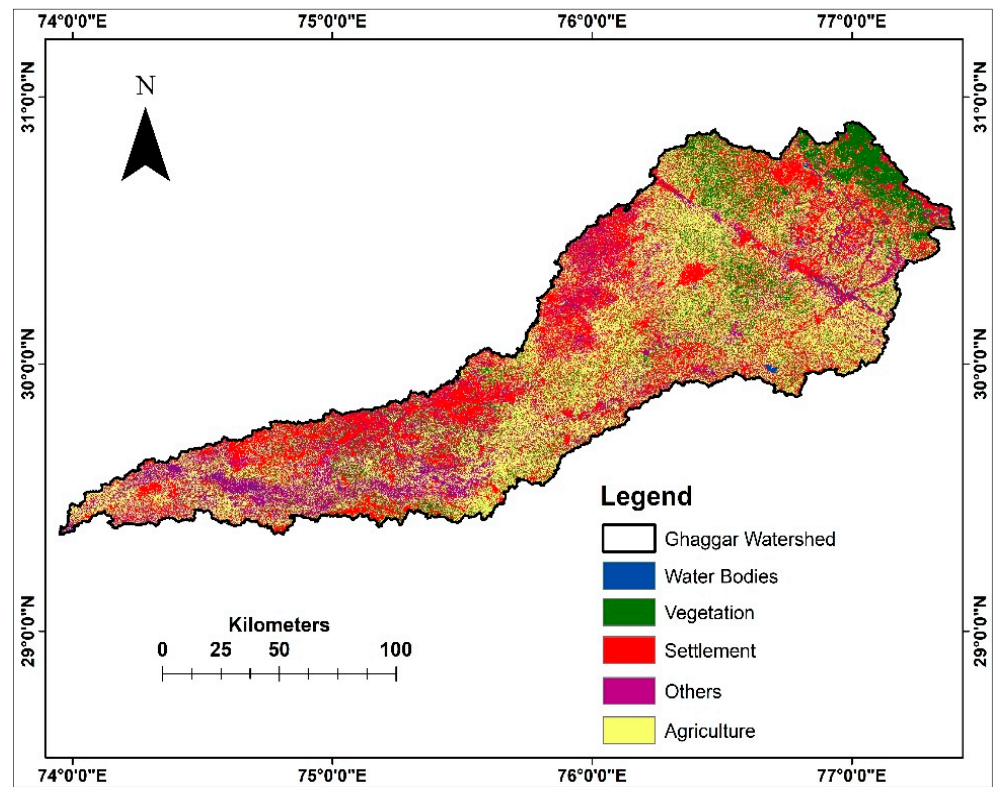 74°0'0"E 75°0'0"E 76°0'0"E 77°0'0"E
31°0'0"N
31°0'0"N
N
30°0'0"N
30°0'0"N
29°0'0"N
29°0'0"N
Legend
Ghaggar Watershed
Water Bodies
Vegetation
Settlement
Others
Agriculture
Kilometers
0 25 50 100
74°0'0"E 75°0'0"E 76°0'0"E 77°0'0"E